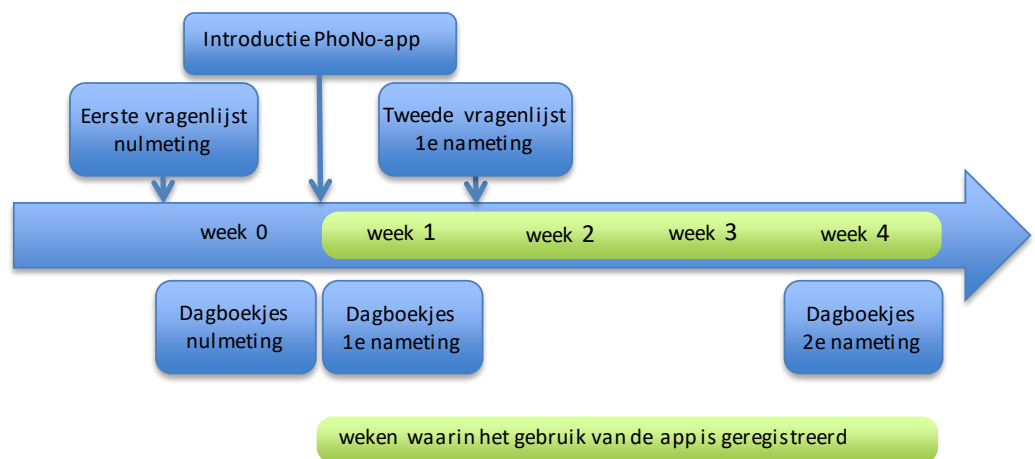 Introductie PhoNo-app
Eerste vragenlijst
nulmeting
Tweede vragenlijst
1e nameting
week 0
week 1
week 2
week 3
week 4
Dagboekjes
nulmeting
Dagboekjes
1e nameting
Dagboekjes
2e nameting
weken waarin het gebruik van de app is geregistreerd